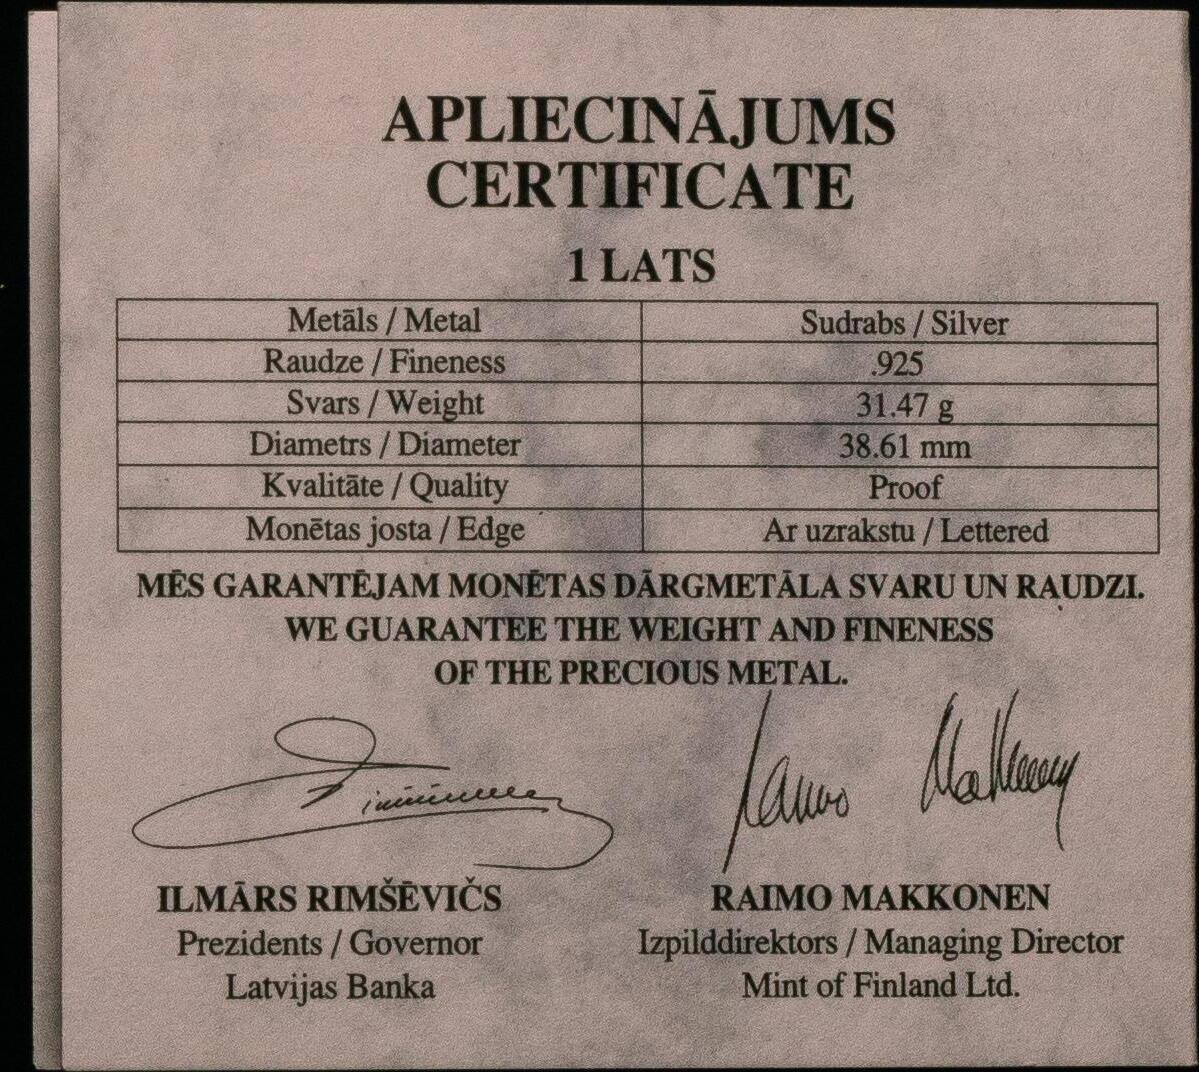 APLIECINĀJUMS
CERTIFICATE
1 LATS
Metāls / Metal Sudrabs / Silver
Raudze / Fineness .925
Svars / Weight 31.47 g
Diametrs / Diameter 38.61 mm
Kvalitāte / Quality Proof
Monētas josta / Edge Ar uzrakstu / Lettered
MĒS GARANTĒJAM MONĒTAS DĀRGMETĀLA SVARU UN RAUDZI.
WE GUARANTEE THE WEIGHT AND FINENESS
OF THE PRECIOUS METAL.
Raimo Makkonen
ILMĀRS RIMŠĒVIČS RAIMO MAKKONEN
Prezidents / Governor Izpilddirektors / Managing Director
Latvijas Banka Mint of Finland Ltd.